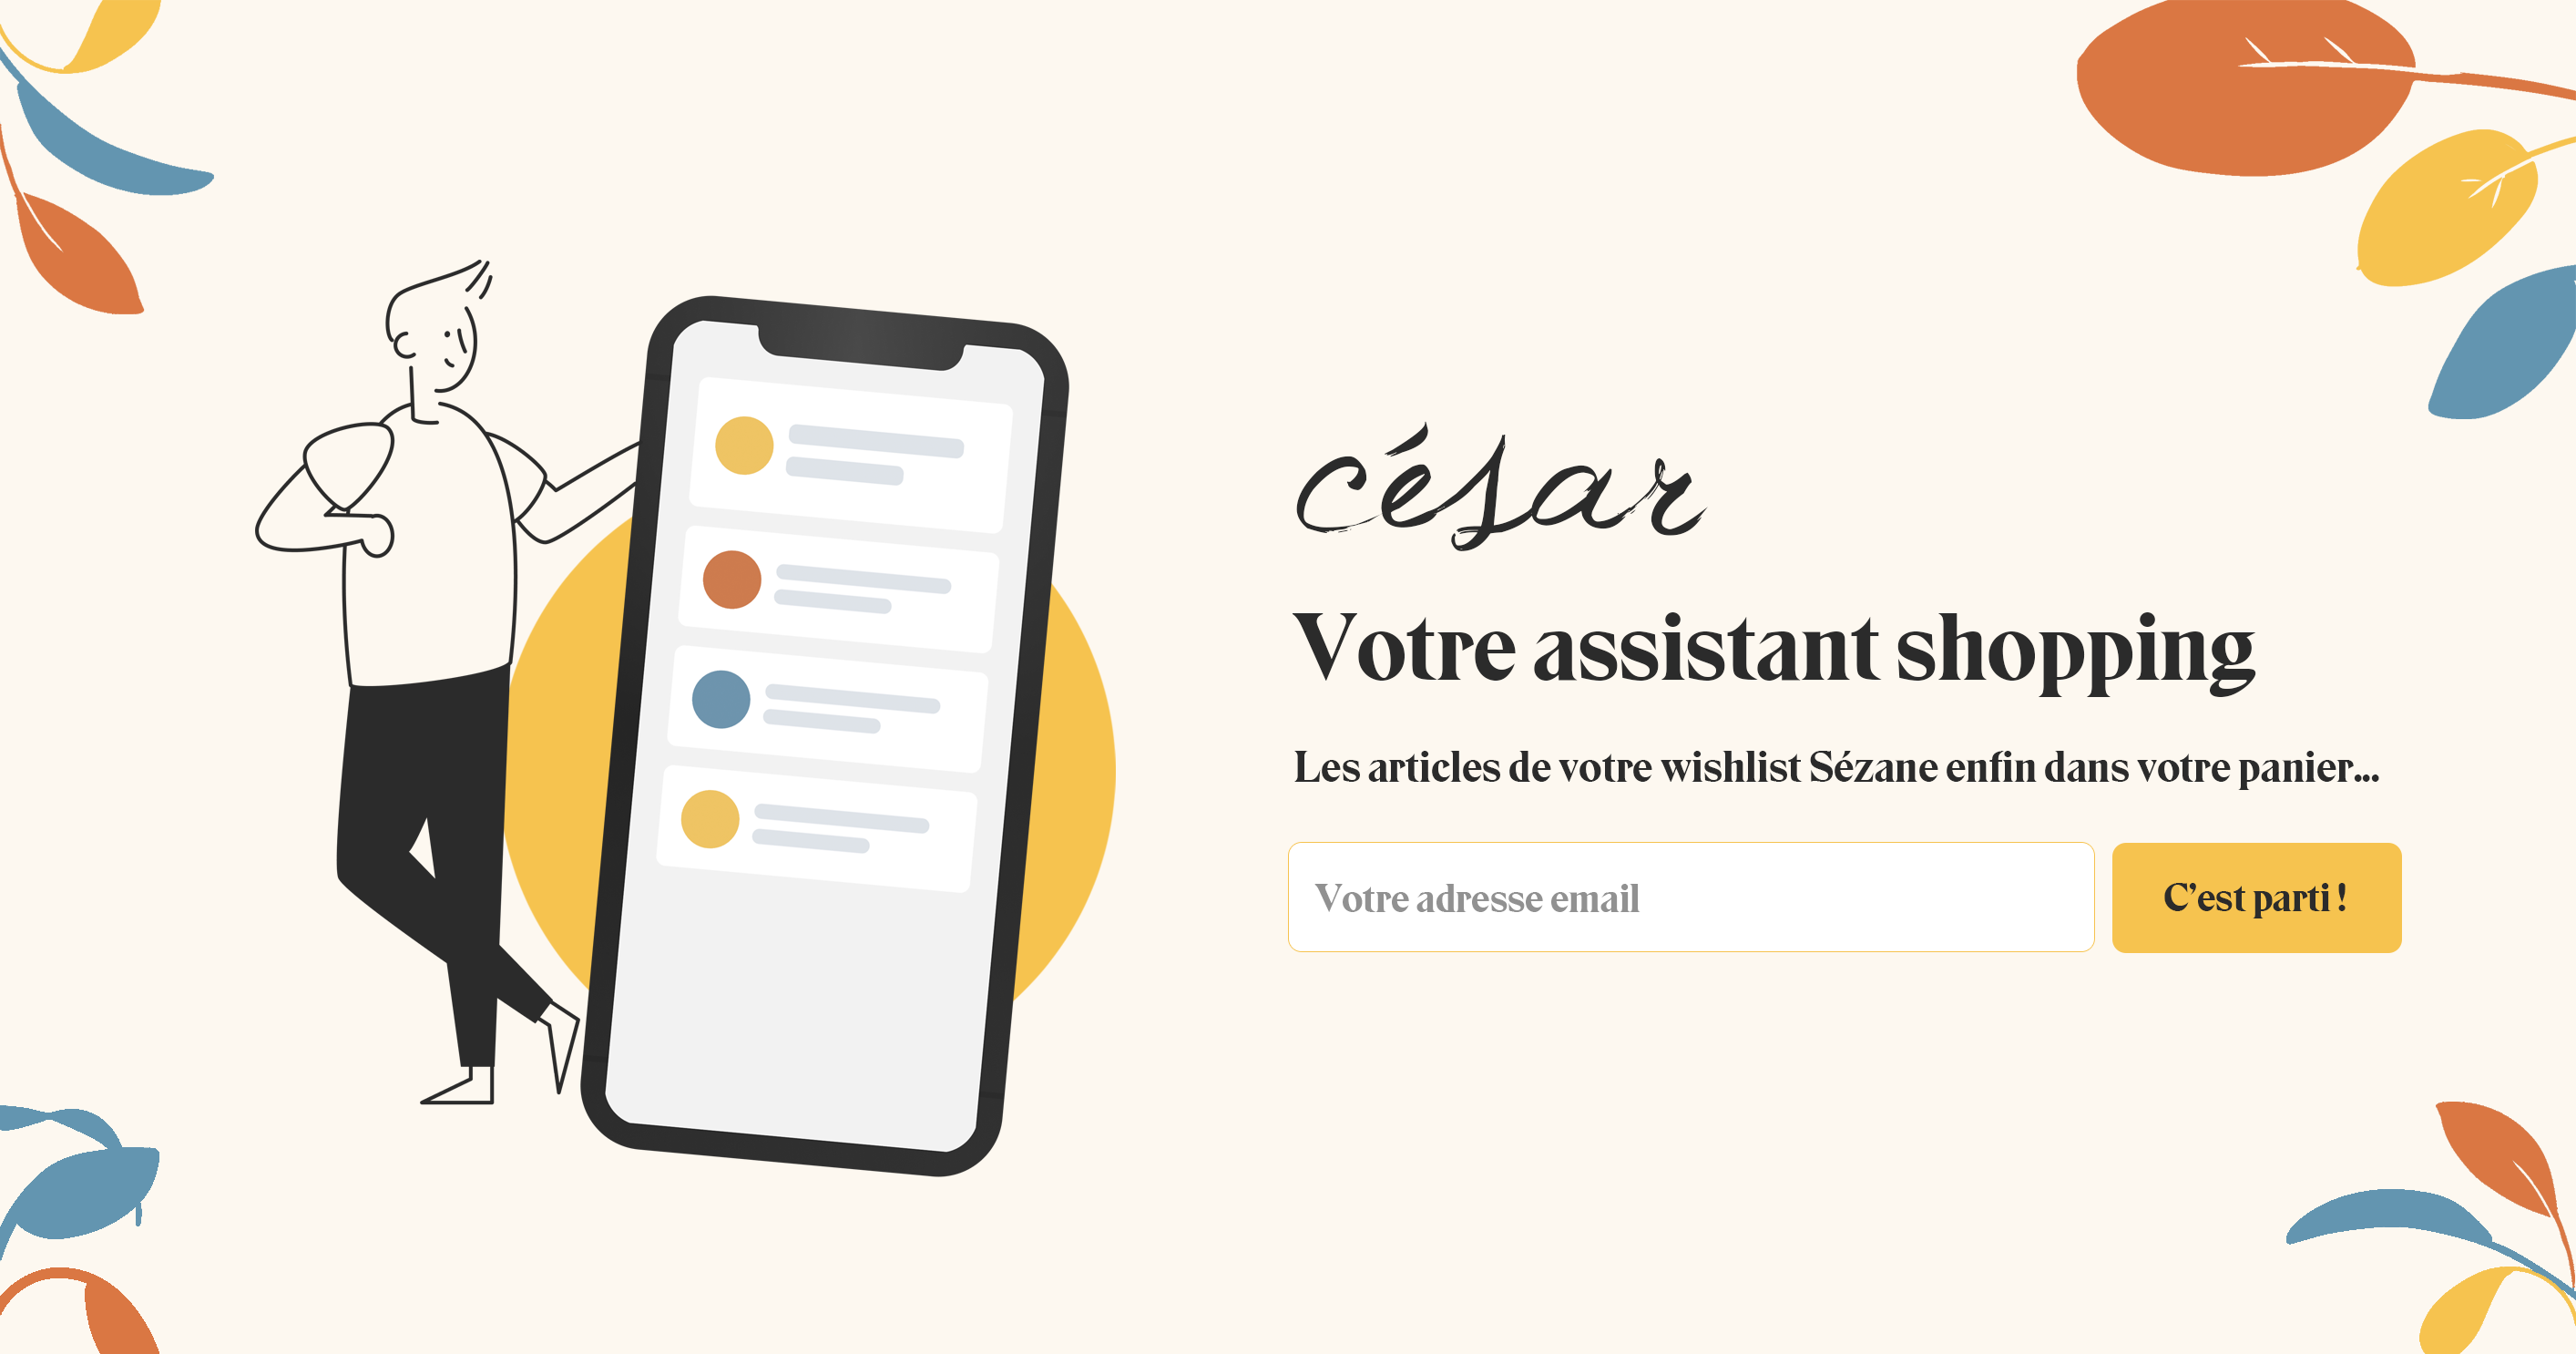 césar
Votre assistant shopping
Les articles de votre wishlist Sézane enfin dans votre panier...
Votre adresse email
C’est parti !